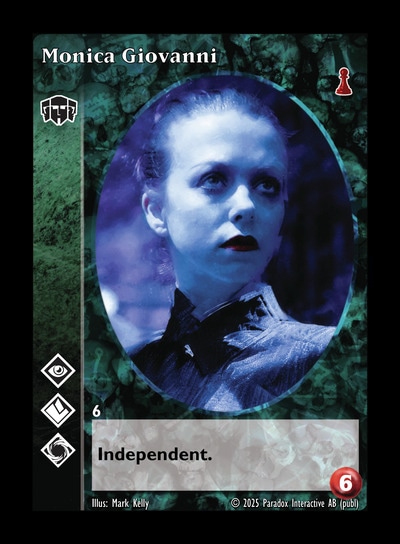 Monica Giovanni
6
Independent.
6
Illus: Mark Kelly © 2025 Paradox Interactive AB (publ)